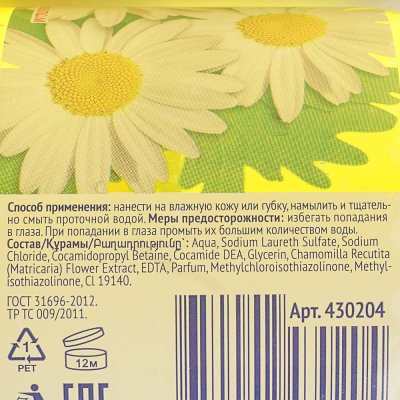 Способ применения: нанести на влажную кожу или губку, намылить и тщатель-
но смыть проточной водой. Меры предосторожности: избегать попадания
в глаза. При попадании в глаза промыть их большим количеством воды.
Состав/Құрамы/Բաղադրությունը՝: Aqua, Sodium Laureth Sulfate, Sodium
Chloride, Cocamidopropyl Betaine, Cocamide DEA, Glycerin, Chamomilla Recutita
(Matricaria) Flower Extract, EDTA, Parfum, Methylchloroisothiazolinone, Methyl-
isothiazolinone, Cl 19140.
ГОСТ 31696-2012.
ТР ТС 009/2011.
Арт. 430204
1
PET
12м